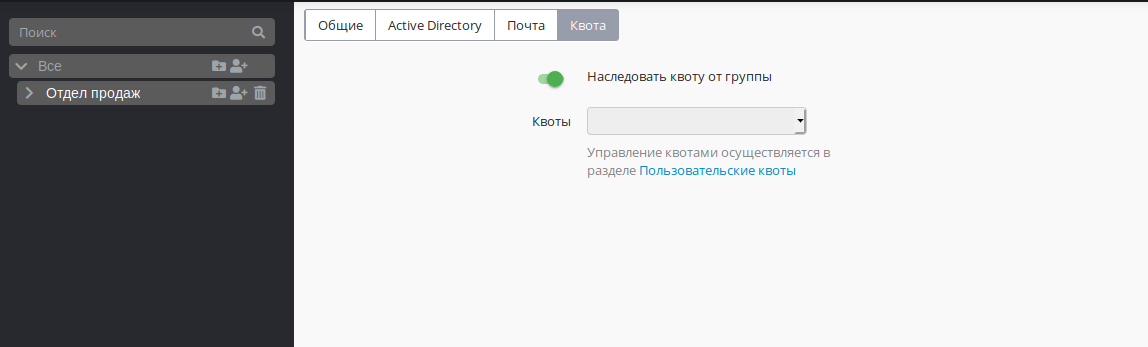 Поиск
Все
Отдел продаж
Общие
Active Directory
Почта
Квота
Наследовать квоту от группы
Квоты
Управление квотами осуществляется в
разделе Пользовательские квоты